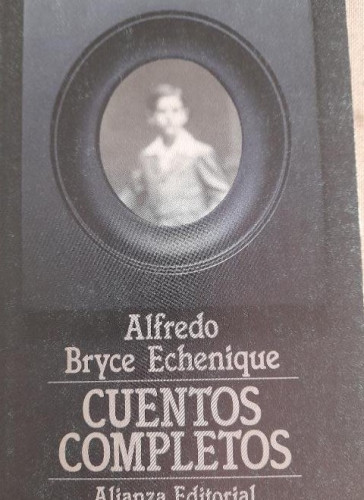 Alfredo
Bryce Echenique
CUENTOS
COMPLETOS
Alianza Editorial